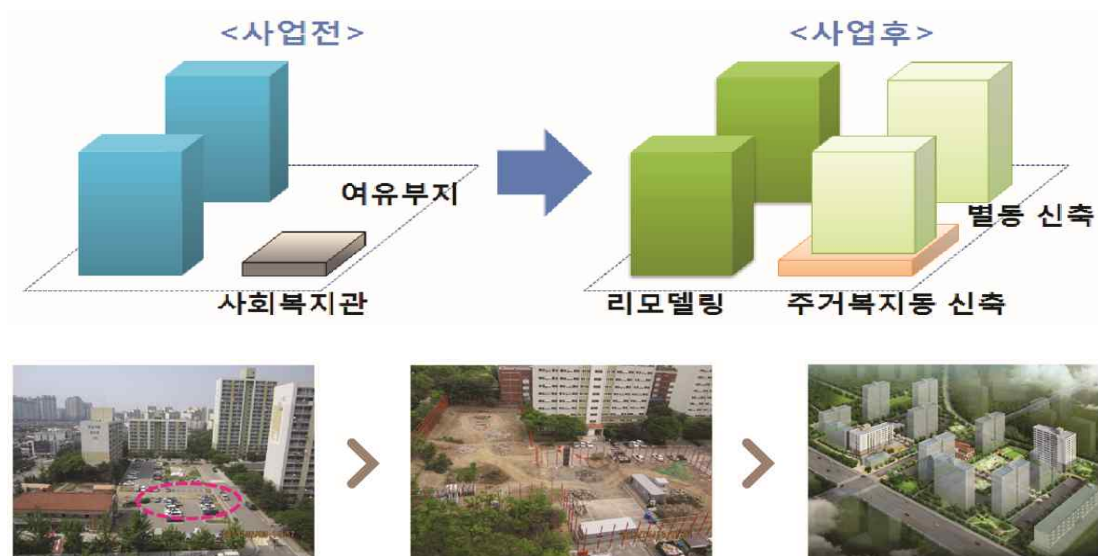 <사업전>
<사업후>
여유부지
별동 신축
사회복지관
리모델링
주거복지동 신축